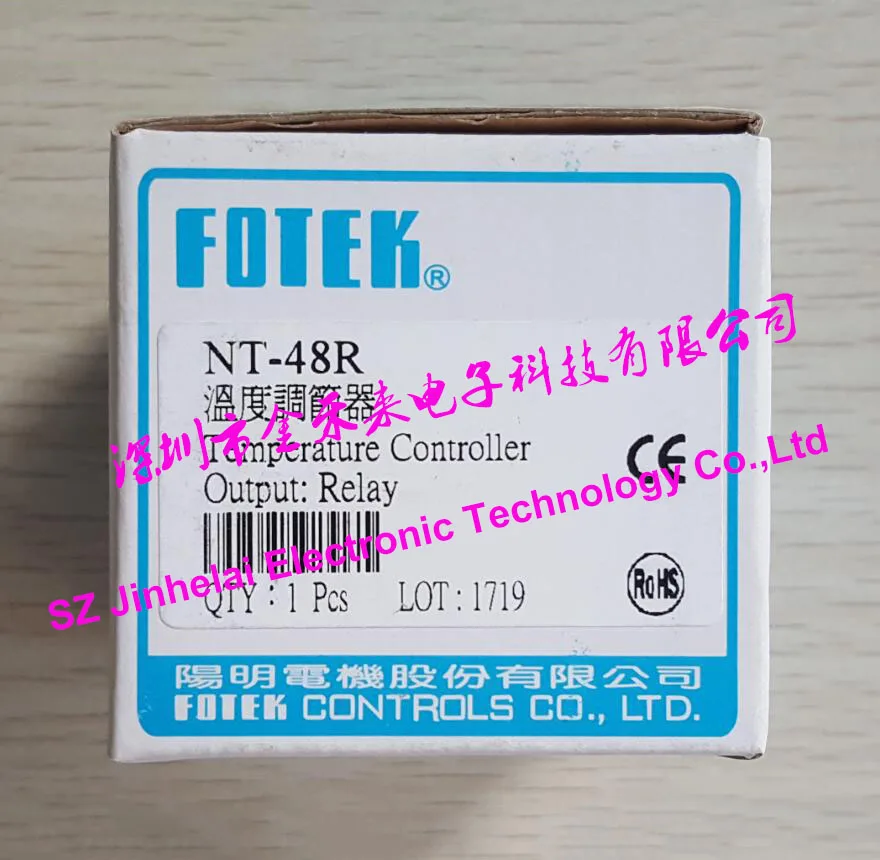 FOTEK®
NT-48R
溫度調節器
Temperature Controller
Output: Relay
QTY : 1 Pcs LOT : 1719
CE
RoHS
深圳市金禾来电子科技有限公司
SZ Jinhelai Electronic Technology Co.,Ltd
陽明電機股份有限公司
FOTEK CONTROLS CO., LTD.